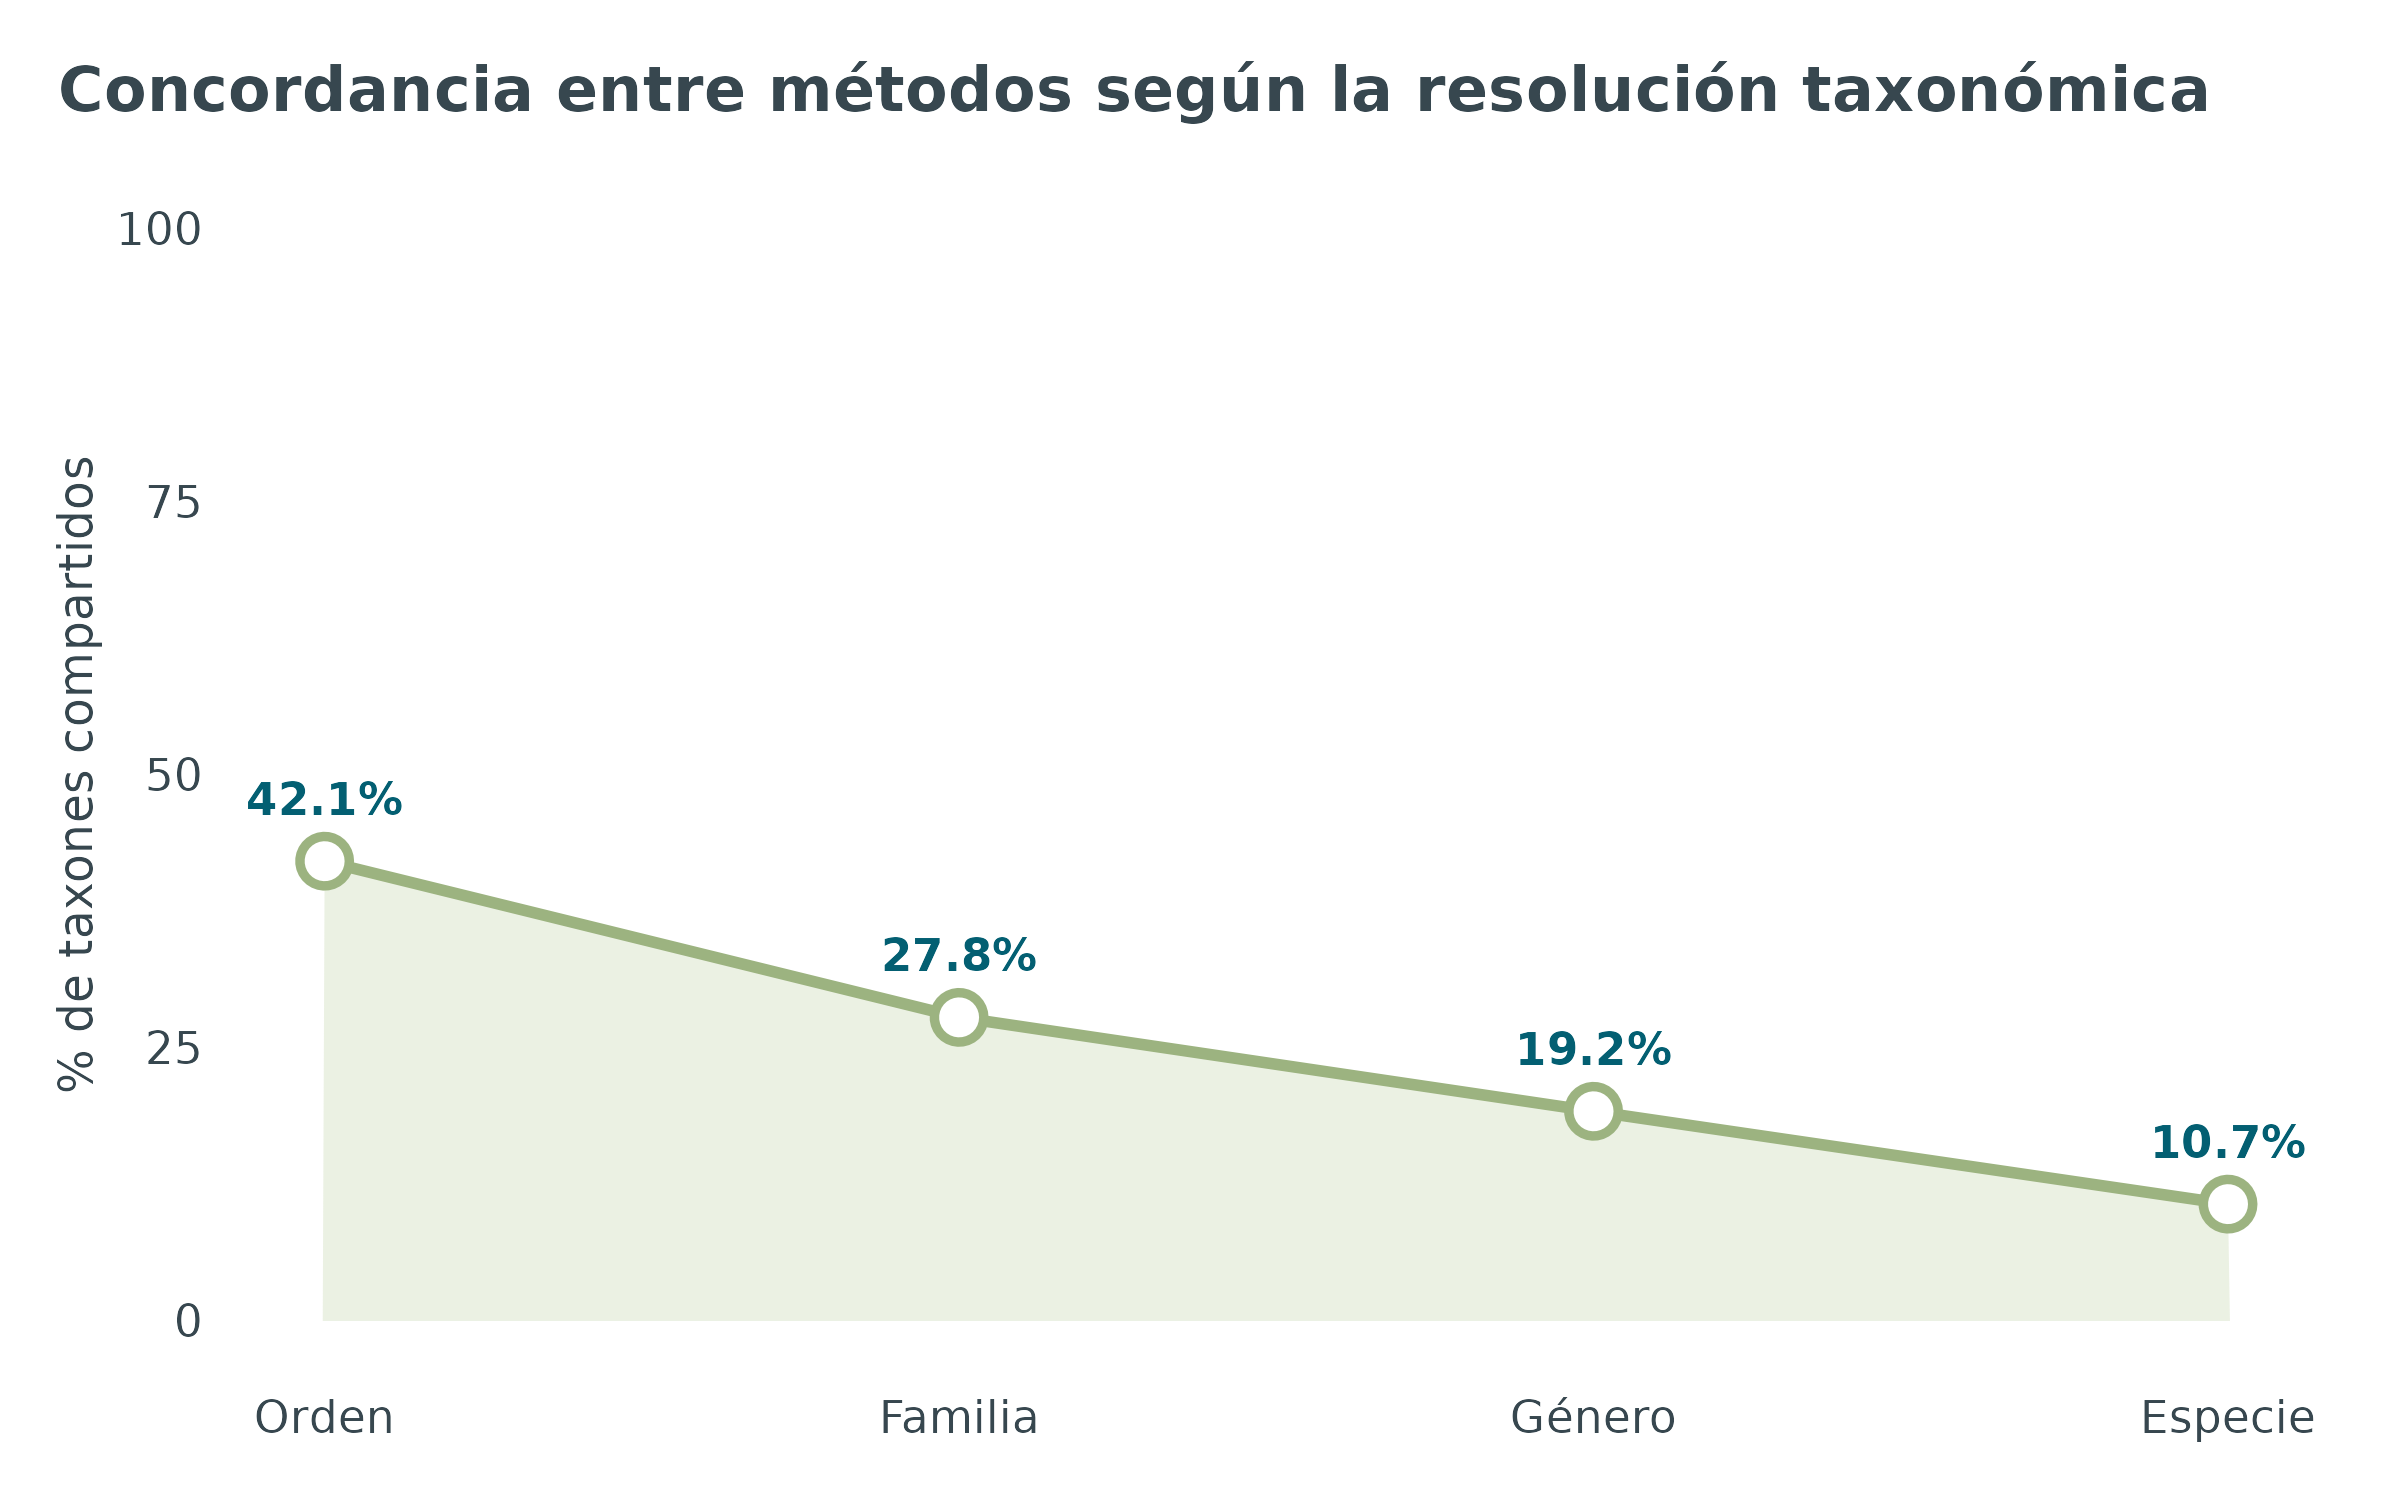 Concordancia entre métodos según la resolución taxonómica
% de taxones compartidos
100
75
50
25
0
42.1%
27.8%
19.2%
10.7%
Orden
Familia
Género
Especie